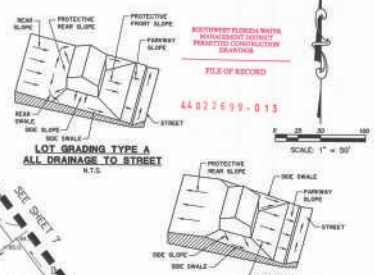 REAR
SLOPE
PROTECTIVE
REAR SLOPE
PROTECTIVE
FRONT SLOPE
PARKWAY
SLOPE
REAR
SWALE
SIDE SLOPE
SIDE SWALE
STREET
LOT GRADING TYPE A
ALL DRAINAGE TO STREET
N.T.S.
SOUTHWEST FLORIDA WATER
MANAGEMENT DISTRICT
PERMITTED CONSTRUCTION
DRAWINGS
FILE OF RECORD
44022699.013
SCALE: 1" = 50'
SEE SHEET 7
PROTECTIVE
REAR SLOPE
SIDE SWALE
PARKWAY
SLOPE
STREET
SIDE SLOPE
SIDE SWALE